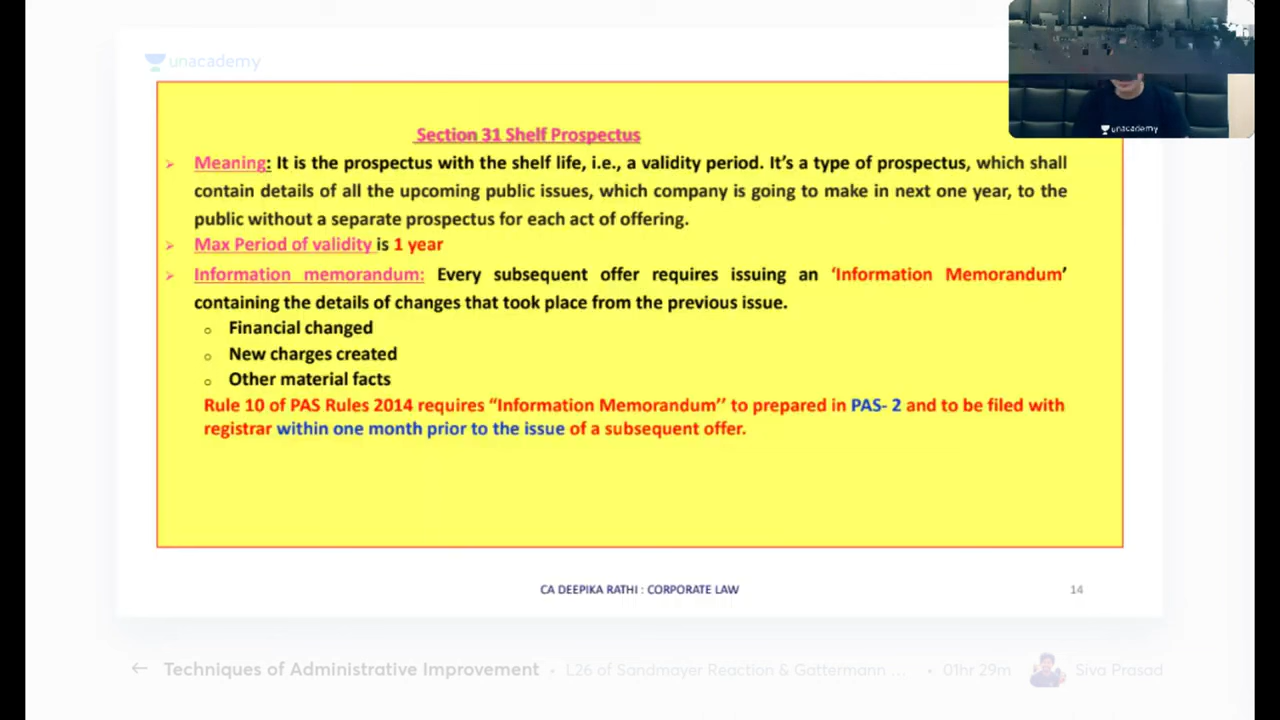 unacademy
unacademy
Section 31 Shelf Prospectus
Meaning: It is the prospectus with the shelf life, i.e., a validity period. It's a type of prospectus, which shall
contain details of all the upcoming public issues, which company is going to make in next one year, to the
public without a separate prospectus for each act of offering.
Max Period of validity is 1 year
Information memorandum: Every subsequent offer requires issuing an ‘Information Memorandum’
containing the details of changes that took place from the previous issue.
Financial changed
New charges created
Other material facts
Rule 10 of PAS Rules 2014 requires “Information Memorandum’’ to prepared in PAS- 2 and to be filed with
registrar within one month prior to the issue of a subsequent offer.
CA DEEPIKA RATHI : CORPORATE LAW
14
Techniques of Administrative Improvement • L26 of Sandmayer Reaction & Gattermann ... • 01hr 29m Siva Prasad